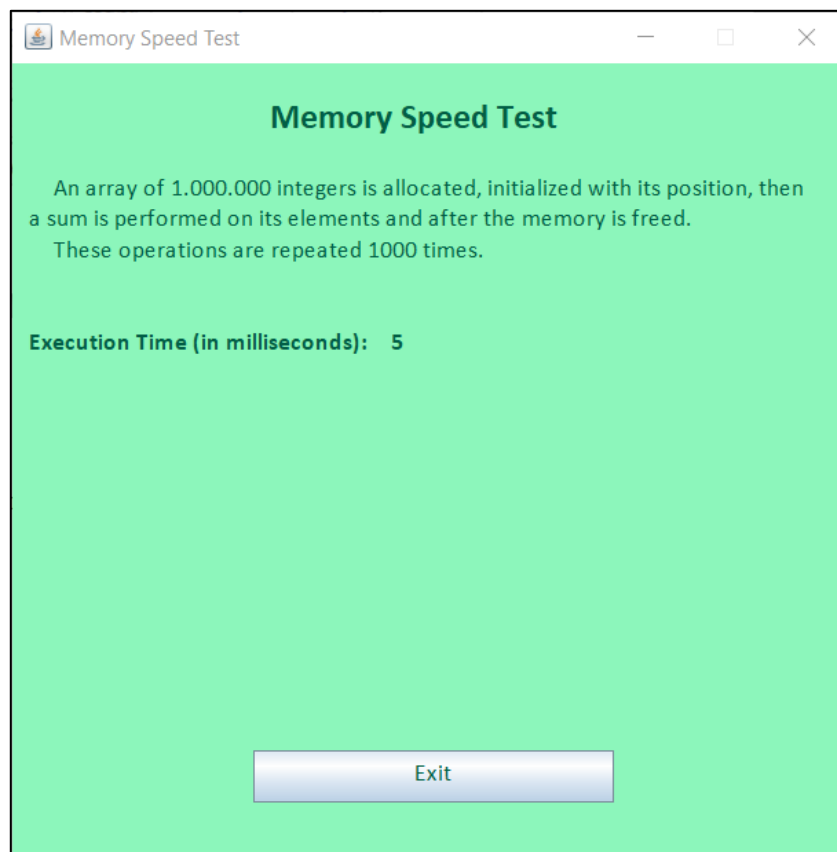 Memory Speed Test
Memory Speed Test
An array of 1.000.000 integers is allocated, initialized with its position, then
a sum is performed on its elements and after the memory is freed.
These operations are repeated 1000 times.
Execution Time (in milliseconds): 5
Exit